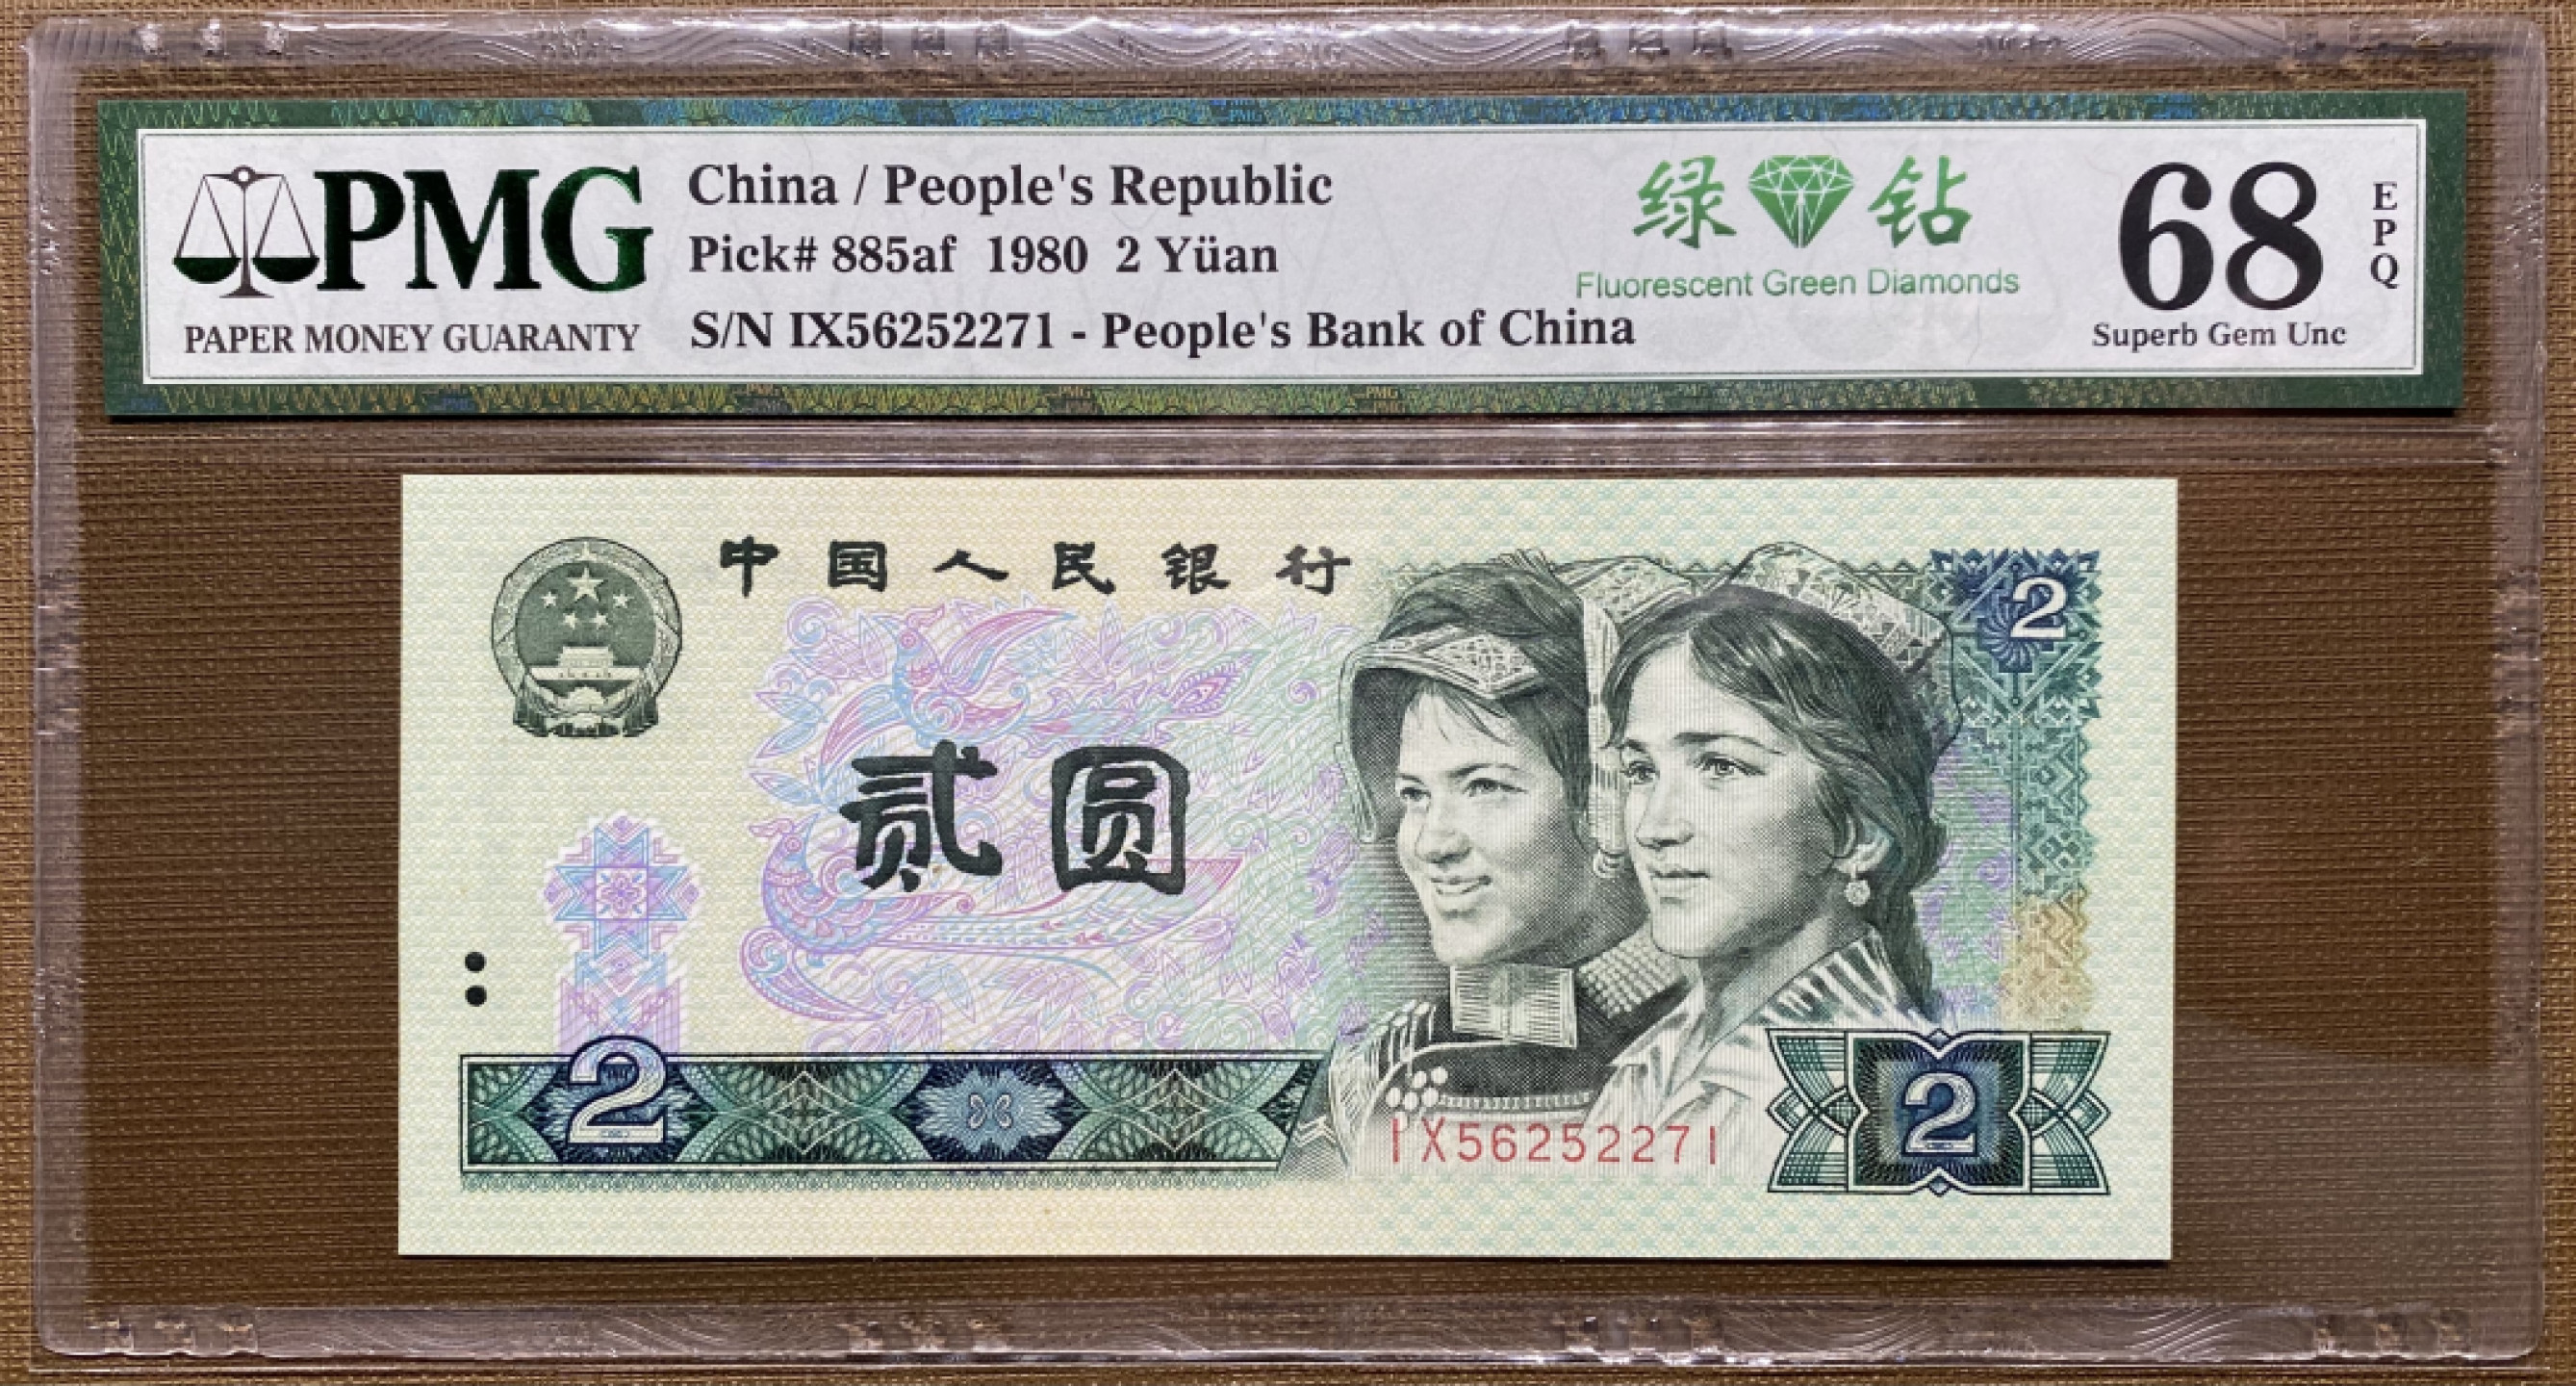 PMG
PAPER MONEY GUARANTY
China / People's Republic
Pick# 885af 1980 2 Yüan
S/N IX56252271 - People's Bank of China
绿钻
Fluorescent Green Diamonds
68
EPQ
Superb Gem Unc
中国人民银行
2
贰圆
2
IX56252271
2